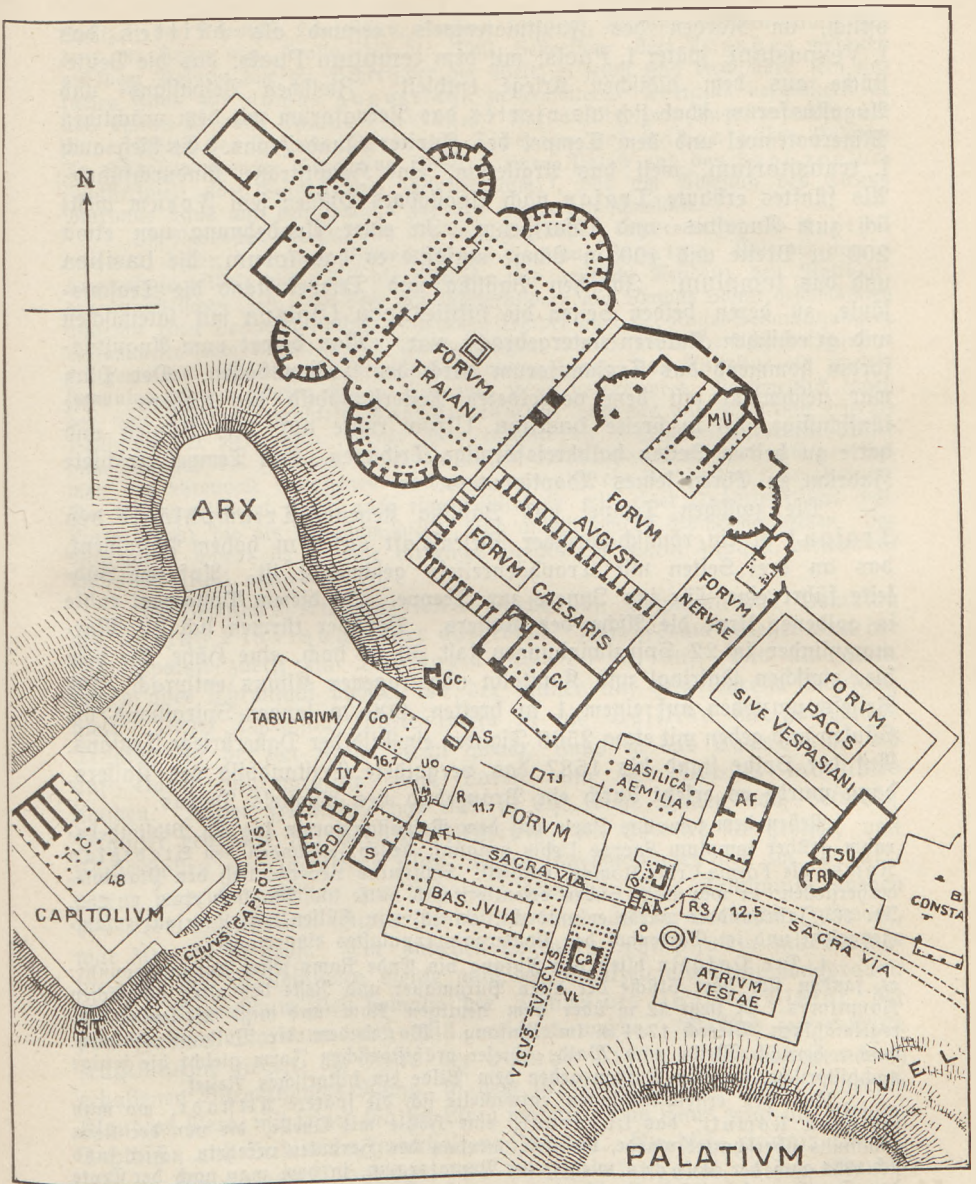 N
CT
FORVM
TRAIANI
MU
ARX
FORVM
AVGVSTI
FORVM
CAESARIS
FORVM
NERVAE
Cc.
TABVLARIVM
Co
16,7
AS
UO
TV
R
11.7
FORVM
TJ
BASILICA
AEMILIA
SIVE VESPASIANI
FORVM
PACIS
AF
TSU
TR
PDC
S
ATi
SACRA VIA
BAS. JVLIA
AA
RS
12,5
SACRA VIA
B.
CONSTA
L
V
Ca
Vt
ATRIVM
VESTAE
VICVS TVSCVS
T J C
48
CAPITOLIVM
CLIVVS CAPITOLINVS
ST
VEL
PALATIVM